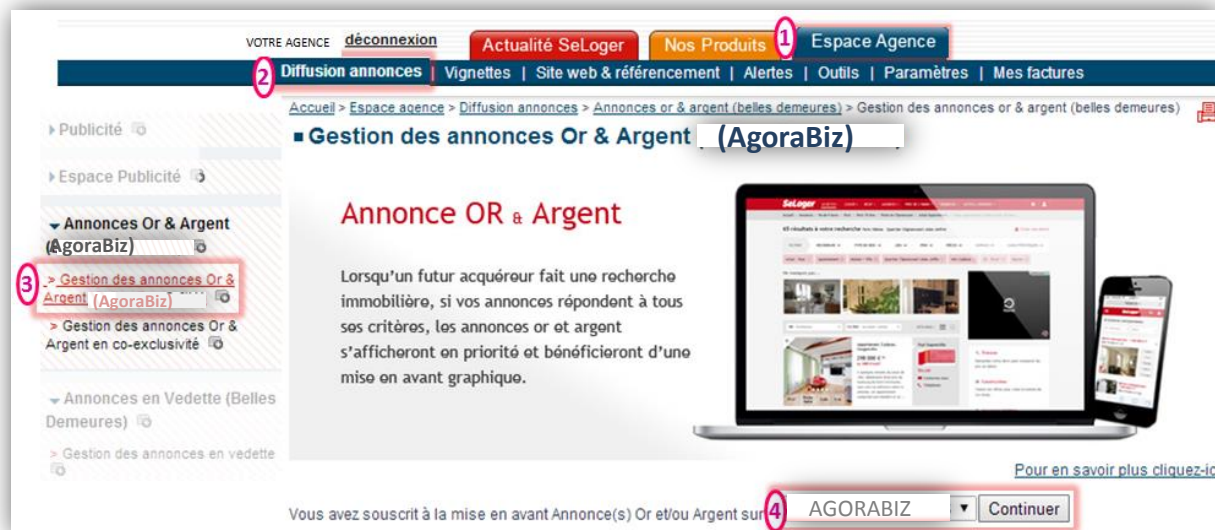 VOTRE AGENCE déconnexion Actualité SeLoger Nos Produits 1 Espace Agence
2 Diffusion annonces | Vignettes | Site web & référencement | Alertes | Outils | Paramètres | Mes factures
Accueil > Espace agence > Diffusion annonces > Annonces or & argent (belles demeures) > Gestion des annonces or & argent (belles demeures)
Publicité
Gestion des annonces Or & Argent (AgoraBiz)
Espace Publicité
Annonces Or & Argent
(AgoraBiz)
3 > Gestion des annonces Or &
Argent (AgoraBiz)
> Gestion des annonces Or &
Argent en co-exclusivité
Annonces en Vedette (Belles
Demeures)
> Gestion des annonces en vedette
Annonce OR & Argent
Lorsqu'un futur acquéreur fait une recherche
immobilière, si vos annonces répondent à tous
ses critères, les annonces or et argent
s'afficheront en priorité et bénéficieront d'une
mise en avant graphique.
SeLoger
Pour en savoir plus cliquez-ic
Vous avez souscrit à la mise en avant Annonce(s) Or et/ou Argent sur 4 AGORABIZ Continuer